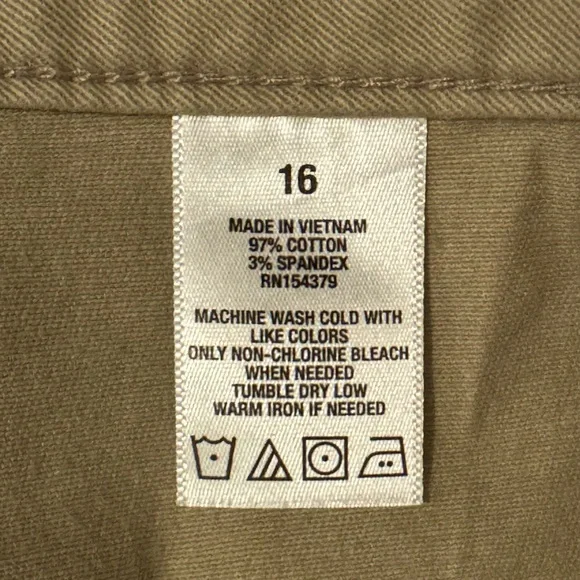 16
MADE IN VIETNAM
97% COTTON
3% SPANDEX
RN154379
MACHINE WASH COLD WITH
LIKE COLORS
ONLY NON-CHLORINE BLEACH
WHEN NEEDED
TUMBLE DRY LOW
WARM IRON IF NEEDED